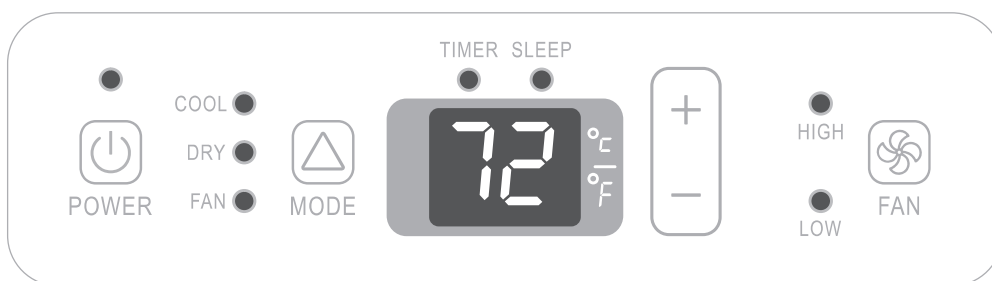 TIMER SLEEP
COOL
HIGH
72
°C
DRY
°F
FAN
POWER
MODE
FAN
LOW